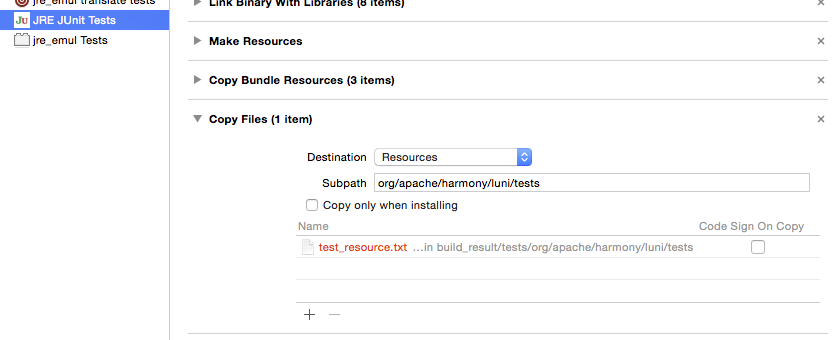 jre_emul translate tests
JRE JUnit Tests
jre_emul Tests
Link Binary With Libraries (8 items)
Make Resources
Copy Bundle Resources (3 items)
Copy Files (1 item)
Destination Resources
Subpath org/apache/harmony/luni/tests
Copy only when installing
Name Code Sign On Copy
test_resource.txt ...in build_result/tests/org/apache/harmony/luni/tests